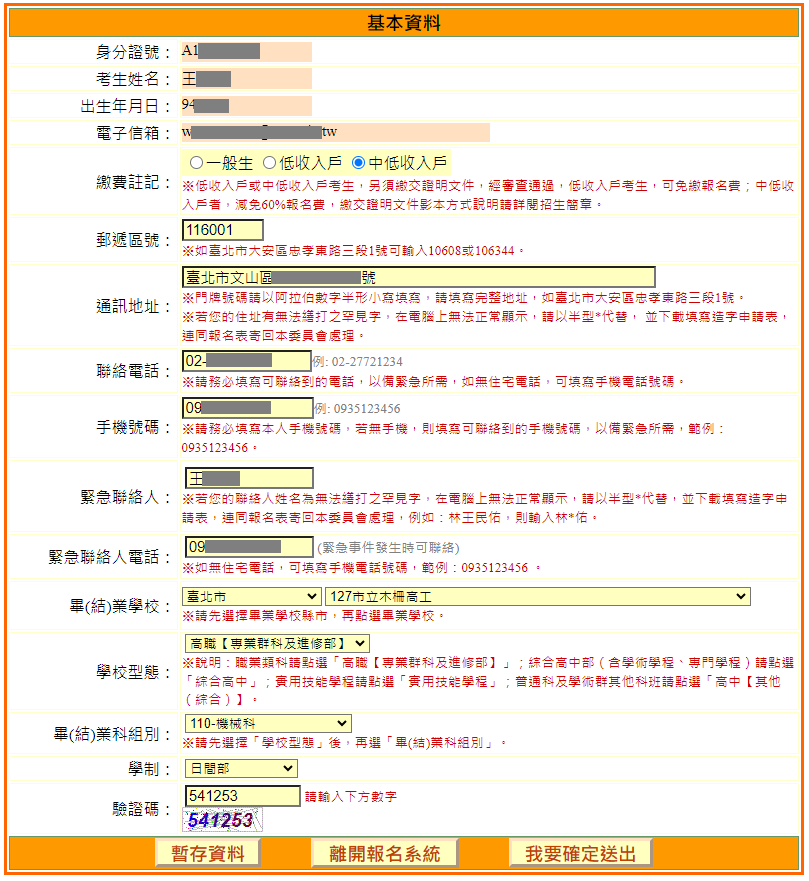 基本資料
身分證號： A1
考生姓名： 王
出生年月日： 94
電子信箱： w tw
繳費註記： 一般生 低收入戶 中低收入戶
※低收入戶或中低收入戶考生，另須繳交證明文件，經審查通過，低收入戶考生，可免繳報名費；中低收
入戶者，減免60%報名費，繳交證明文件影本方式說明請詳閱招生簡章。
郵遞區號： 116001
※如臺北市大安區忠孝東路三段1號可輸入10608或106344。
通訊地址： 臺北市文山區 號
※門牌號碼請以阿拉伯數字半形小寫填寫，請填寫完整地址，如臺北市大安區忠孝東路三段1號。
※若您的住址有無法繕打之罕見字，在電腦上無法正常顯示，請以半型*代替， 並下載填寫造字申請表，
連同報名表寄回本委員會處理。
聯絡電話： 02- 例: 02-27721234
※請務必填寫可聯絡到的電話，以備緊急所需，如無住宅電話，可填寫手機電話號碼。
手機號碼： 09 例: 0935123456
※請務必填寫本人手機號碼，若無手機，則填寫可聯絡到的手機號碼，以備緊急所需，範例：
0935123456。
緊急聯絡人： 王
※若您的聯絡人姓名為無法繕打之罕見字，在電腦上無法正常顯示，請以半型*代替，並下載填寫造字申
請表，連同報名表寄回本委員會處理，例如：林王民佑，則輸入林*佑。
緊急聯絡人電話： 09 (緊急事件發生時可聯絡)
※如無住宅電話，可填寫手機電話號碼，範例：0935123456 。
畢(結)業學校： 臺北市 127市立木柵高工
※請先選擇畢業學校縣市，再點選畢業學校。
學校型態： 高職【專業群科及進修部】
※說明：職業類科請點選「高職【專業群科及進修部】」；綜合高中部（含學術學程、專門學程）請點選
「綜合高中」；實用技能學程請點選「實用技能學程」；普通科及學術群其他科班請點選「高中【其他
（綜合）】。
畢(結)業科組別： 110-機械科
※請先選擇「學校型態」後，再選「畢(結)業科組別」。
學制： 日間部
驗證碼： 541253 請輸入下方數字
541253
暫存資料 離開報名系統 我要確定送出